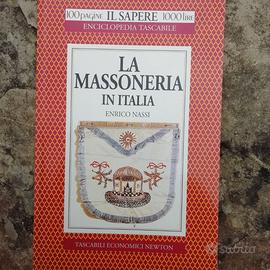 100 PAGINE IL SAPERE 1000 LIRE
ENCICLOPEDIA TASCABILE
LA
MASSONERIA
IN ITALIA
ENRICO NASSI
TASCABILI ECONOMICI NEWTON
subito